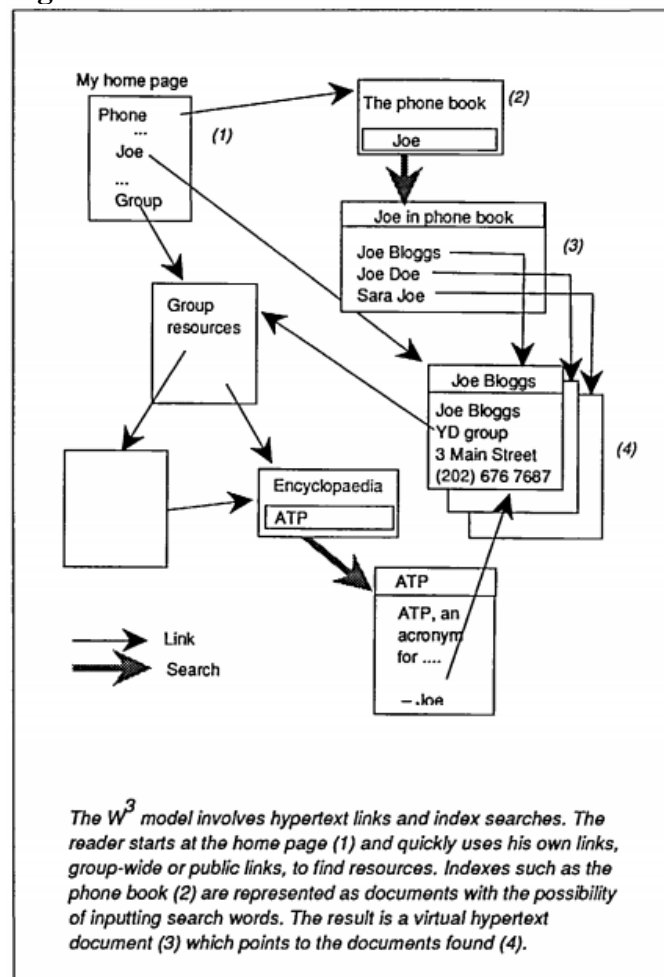 My home page
Phone
...
Joe
...
Group
(1)
The phone book
Joe
(2)
Joe in phone book
Joe Bloggs
Joe Doe
Sara Joe
(3)
Group
resources
Joe Bloggs
Joe Bloggs
YD group
3 Main Street
(202) 676 7687
(4)
Encyclopaedia
ATP
ATP
ATP, an
acronym
for ....
– Joe
Link
Search
The W3 model involves hypertext links and index searches. The
reader starts at the home page (1) and quickly uses his own links,
group-wide or public links, to find resources. Indexes such as the
phone book (2) are represented as documents with the possibility
of inputting search words. The result is a virtual hypertext
document (3) which points to the documents found (4).